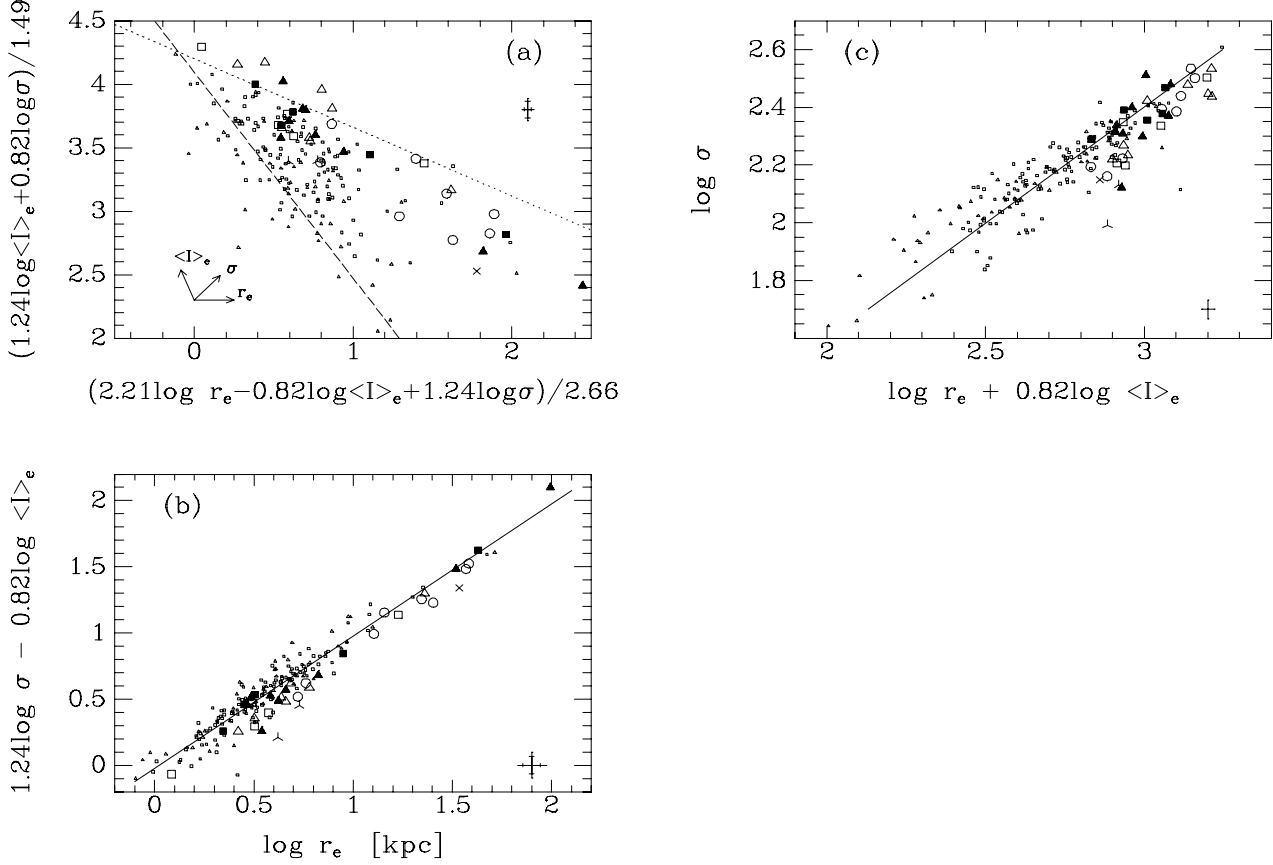 (a)
4.5
4
3.5
3
2.5
2
0
1
2
(1.24log<I>e+0.82logσ)/1.49
<I>e
σ
re
(2.21log re−0.82log<I>e+1.24logσ)/2.66
(c)
2.6
2.4
2.2
2
1.8
2
2.5
3
log σ
log re + 0.82log <I>e
(b)
2
1.5
1
0.5
0
0
0.5
1
1.5
2
1.24log σ − 0.82log <I>e
log re [kpc]